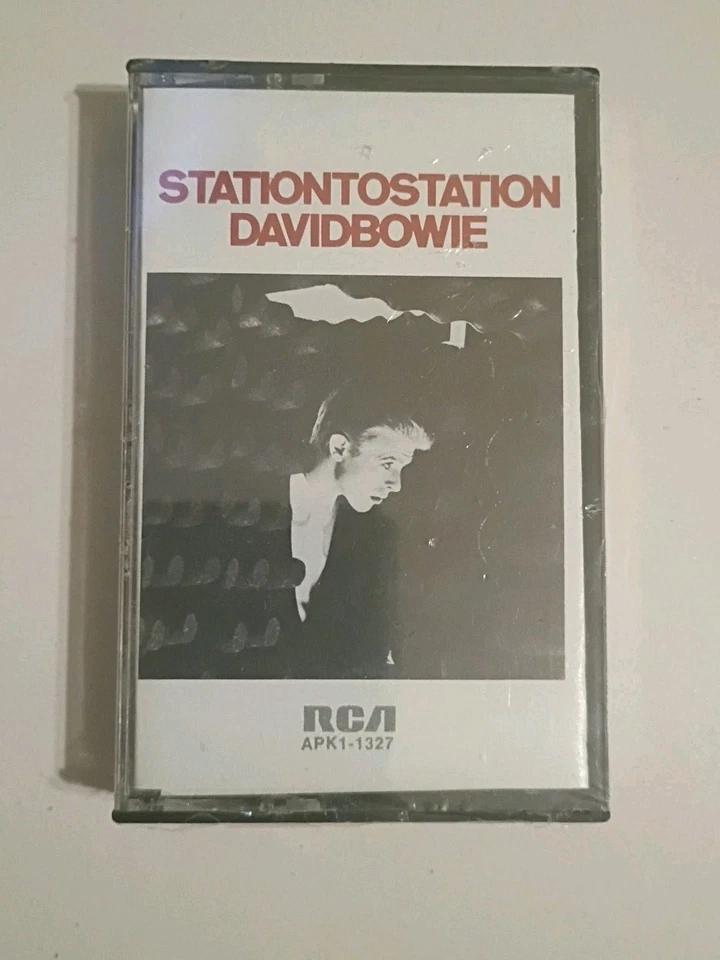 STATIONTOSTATION
DAVIDBOWIE
RCA
APK1-1327